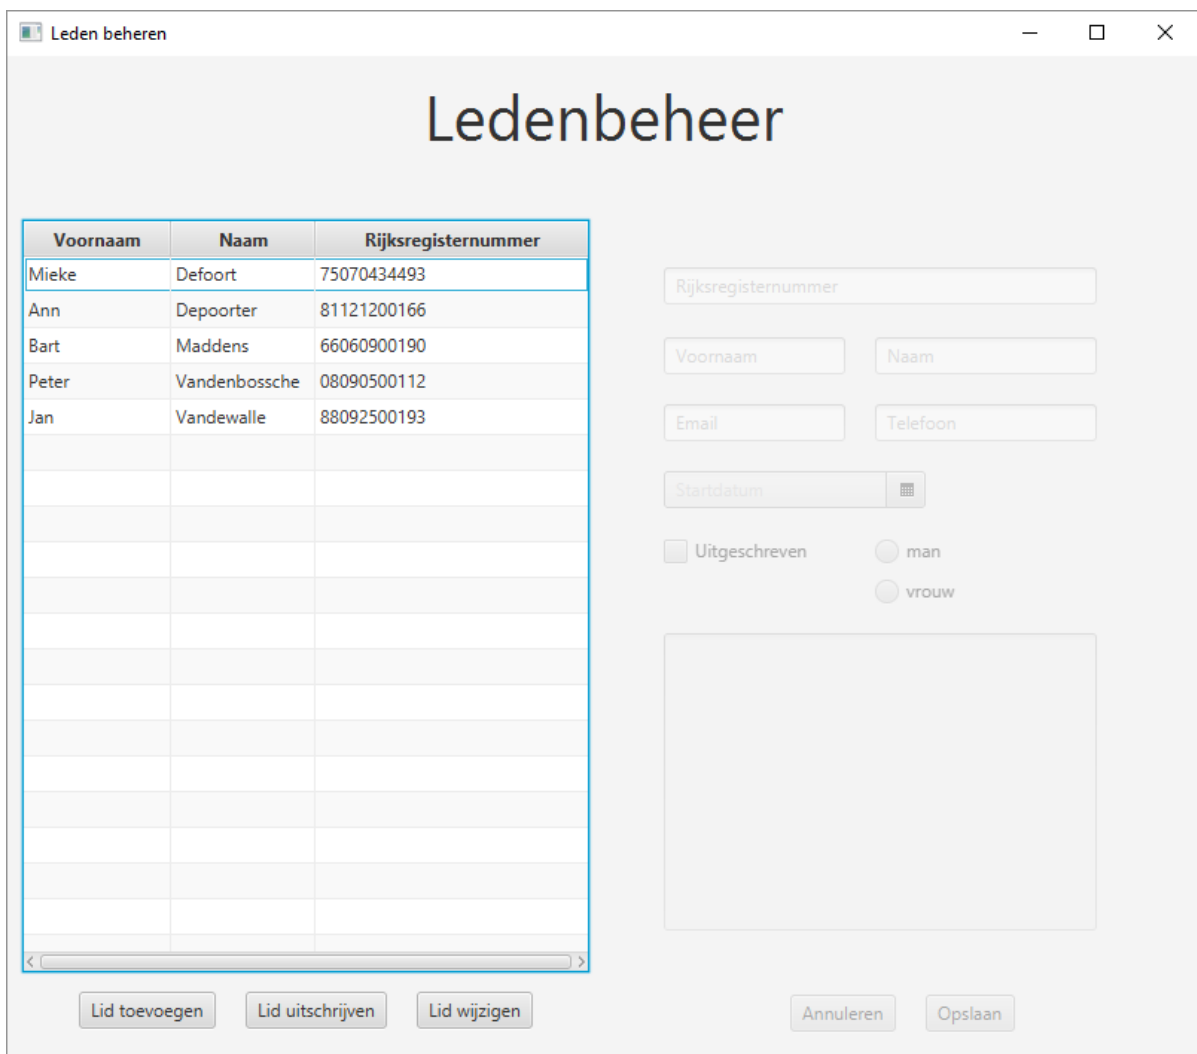 Leden beheren
Ledenbeheer
Voornaam Naam Rijksregisternummer
Mieke Defoort 75070434493
Ann Depoorter 81121200166
Bart Maddens 66060900190
Peter Vandenbossche 08090500112
Jan Vandewalle 88092500193
Lid toevoegen Lid uitschrijven Lid wijzigen
Rijksregisternummer
Voornaam Naam
Email Telefoon
Startdatum
Uitgeschreven man
vrouw
Annuleren Opslaan